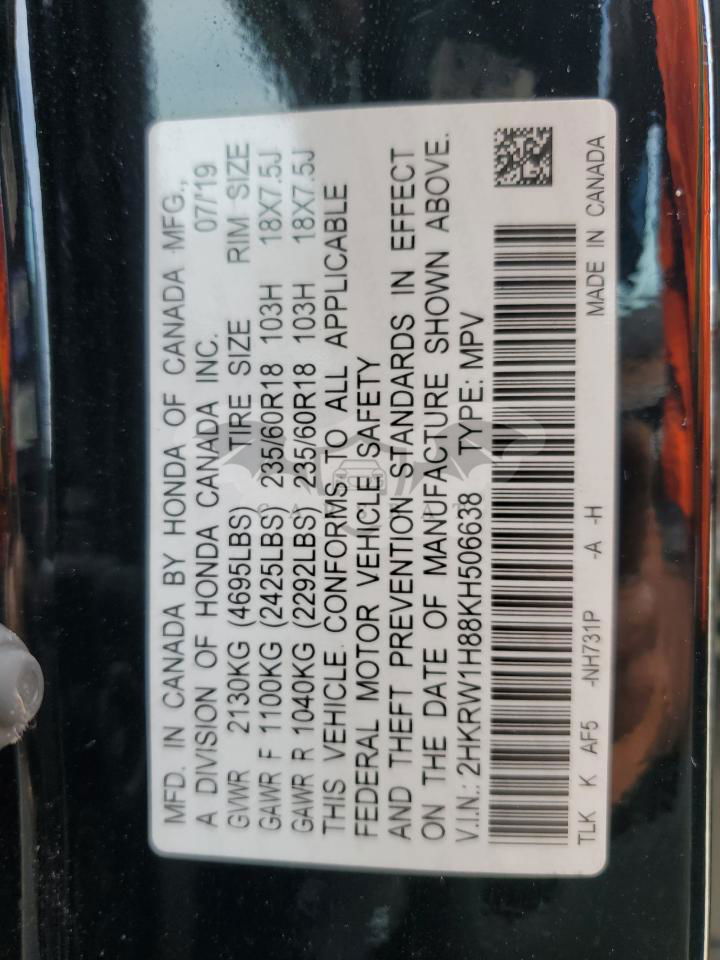 MFD. IN CANADA BY HONDA OF CANADA MFG.,
A DIVISION OF HONDA CANADA INC. 07/19
GVWR 2130KG (4695LBS) TIRE SIZE RIM SIZE
GAWR F 1100KG (2425LBS) 235/60R18 103H 18X7.5J
GAWR R 1040KG (2292LBS) 235/60R18 103H 18X7.5J
THIS VEHICLE CONFORMS TO ALL APPLICABLE
FEDERAL MOTOR VEHICLE SAFETY
AND THEFT PREVENTION STANDARDS IN EFFECT
ON THE DATE OF MANUFACTURE SHOWN ABOVE.
V.I.N.: 2HKRW1H88KH506638 TYPE: MPV
TLK K AF5 -NH731P -A -H MADE IN CANADA